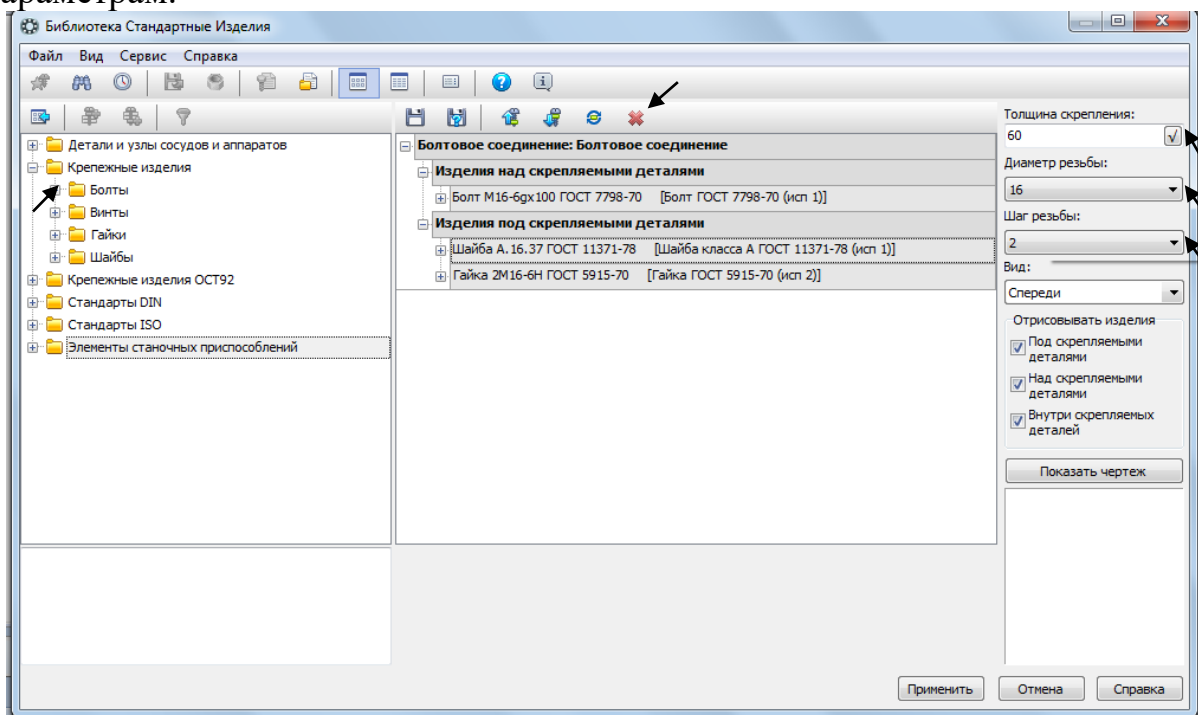 араметрам.
Библиотека Стандартные Изделия
Файл Вид Сервис Справка
Детали и узлы сосудов и аппаратов
Крепежные изделия
Болты
Винты
Гайки
Шайбы
Крепежные изделия ОСТ92
Стандарты DIN
Стандарты ISO
Элементы станочных приспособлений
Болтовое соединение: Болтовое соединение
Изделия над скрепляемыми деталями
Болт М16-6gx100 ГОСТ 7798-70 [Болт ГОСТ 7798-70 (исп 1)]
Изделия под скрепляемыми деталями
Шайба А.16.37 ГОСТ 11371-78 [Шайба класса А ГОСТ 11371-78 (исп 1)]
Гайка 2М16-6Н ГОСТ 5915-70 [Гайка ГОСТ 5915-70 (исп 2)]
Толщина скрепления:
60
Диаметр резьбы:
16
Шаг резьбы:
2
Вид:
Спереди
Отрисовывать изделия
Под скрепляемыми
деталями
Над скрепляемыми
деталями
Внутри скрепляемых
деталей
Показать чертеж
Применить Отмена Справка